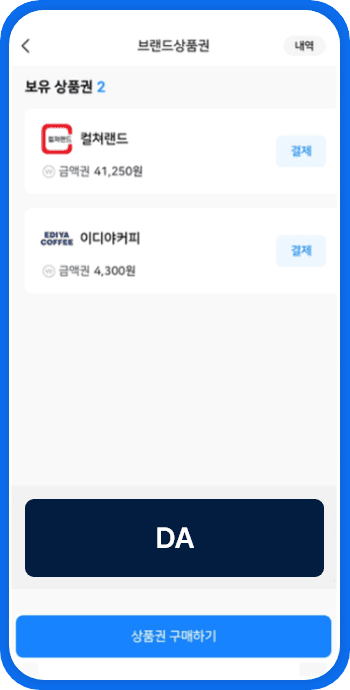 브랜드상품권
내역
보유 상품권 2
컬쳐랜드
컬쳐랜드
결제
금액권 41,250원
EDIYA
COFFEE
이디야커피
결제
금액권 4,300원
DA
상품권 구매하기